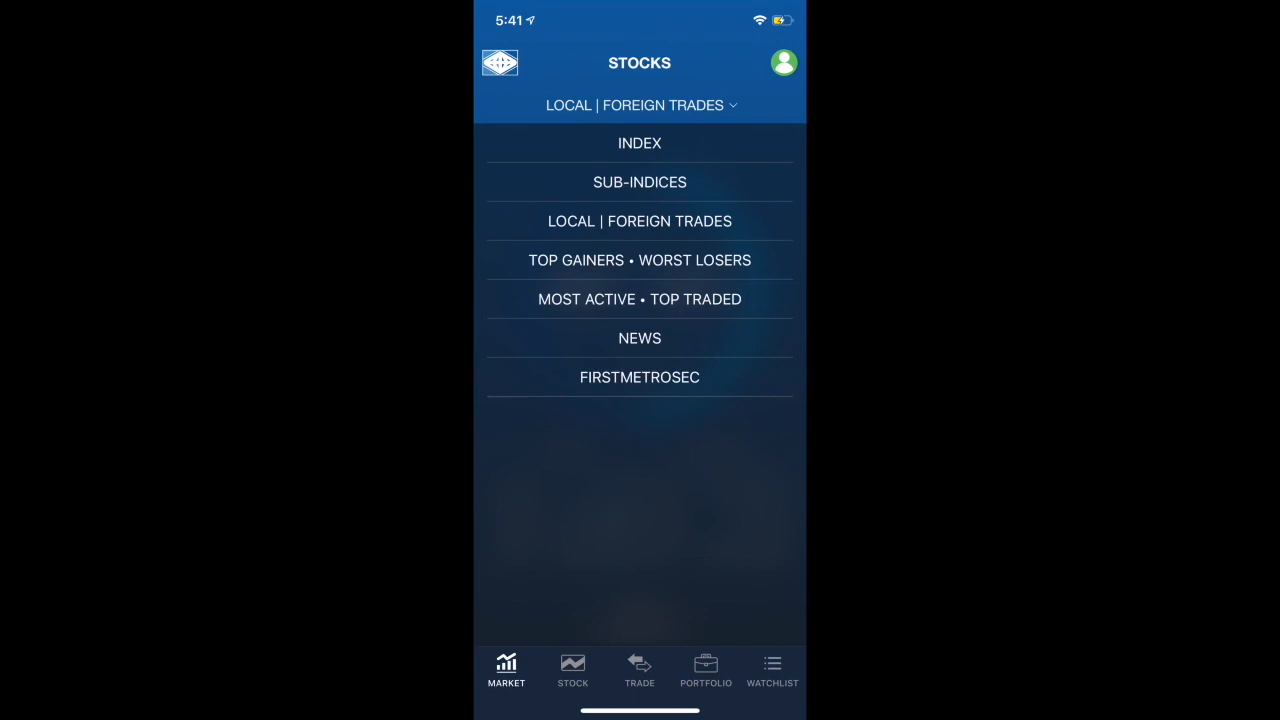 5:41
STOCKS
LOCAL | FOREIGN TRADES
INDEX
SUB-INDICES
LOCAL | FOREIGN TRADES
TOP GAINERS • WORST LOSERS
MOST ACTIVE • TOP TRADED
NEWS
FIRSTMETROSEC
MARKET STOCK TRADE PORTFOLIO WATCHLIST